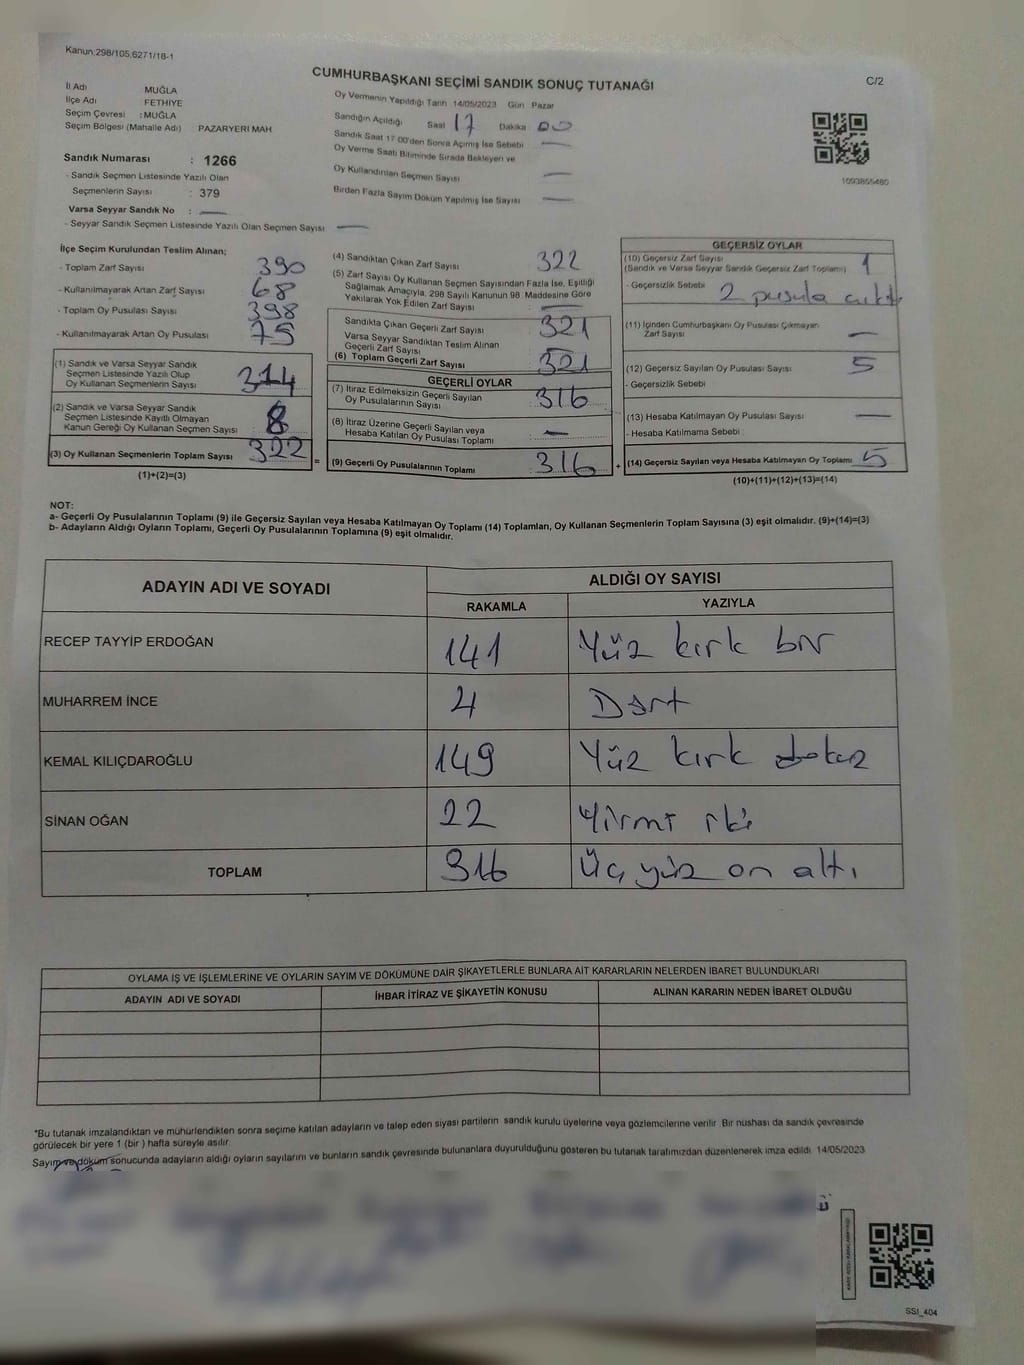 Kanun:298/105,6271/18-1
CUMHURBAŞKANI SEÇİMİ SANDIK SONUÇ TUTANAĞI
C/2
İl Adı MUĞLA
İlçe Adı FETHIYE
Seçim Çevresi : MUĞLA
Seçim Bölgesi (Mahalle Adı) : PAZARYERI MAH
Sandık Numarası : 1266
- Sandık Seçmen Listesinde Yazılı Olan
Seçmenlerin Sayısı : 379
Varsa Seyyar Sandık No : —
- Seyyar Sandık Seçmen Listesinde Yazılı Olan Seçmen Sayısı —
Oy Vermenin Yapıldığı Tarih 14/05/2023 Gün Pazar
Sandığın Açıldığı Saat 17 Dakika 00
Sandık Saat 17 00'den Sonra Açmış İse Sebebi —
Oy Verme Saati Bitiminde Sırada Bekleyen ve
Oy Kullandırılan Seçmen Sayısı —
Birden Fazla Sayım Döküm Yapılmış İse Sayısı —
1093855480
İlçe Seçim Kurulundan Teslim Alınan;
- Toplam Zarf Sayısı 390
- Kullanılmayarak Artan Zarf Sayısı 68
- Toplam Oy Pusulası Sayısı 398
- Kullanılmayarak Artan Oy Pusulası 75
(1) Sandık ve Varsa Seyyar Sandık
Seçmen Listesinde Yazılı Olup
Oy Kullanan Seçmenlerin Sayısı 314
(2) Sandık ve Varsa Seyyar Sandık
Seçmen Listesinde Kayıtlı Olmayan
Kanun Gereği Oy Kullanan Seçmen Sayısı 8
(3) Oy Kullanan Seçmenlerin Toplam Sayısı 322
(1)+(2)=(3)
(4) Sandıktan Çıkan Zarf Sayısı 322
(5) Zarf Sayısı Oy Kullanan Seçmen Sayısından Fazla İse, Eşitliği
Sağlamak Amacıyla, 298 Sayılı Kanunun 98 Maddesine Göre
Yakılarak Yok Edilen Zarf Sayısı —
Sandıkta Çıkan Geçerli Zarf Sayısı 321
Varsa Seyyar Sandıktan Teslim Alınan
Geçerli Zarf Sayısı —
(6) Toplam Geçerli Zarf Sayısı 321
GEÇERLİ OYLAR
(7) İtiraz Edilmeksizin Geçerli Sayılan
Oy Pusulalarının Sayısı 316
(8) İtiraz Üzerine Geçerli Sayılan veya
Hesaba Katılan Oy Pusulası Toplamı —
= (9) Geçerli Oy Pusulalarının Toplamı 316 +
GEÇERSİZ OYLAR
(10) Geçersiz Zarf Sayısı 1
(Sandık ve Varsa Seyyar Sandık Geçersiz Zarf Toplamı)
- Geçersizlik Sebebi 2 pusula çıktı
(11) İçinden Cumhurbaşkanı Oy Pusulası Çıkmayan
Zarf Sayısı —
(12) Geçersiz Sayılan Oy Pusulası Sayısı 5
- Geçersizlik Sebebi
(13) Hesaba Katılmayan Oy Pusulası Sayısı —
- Hesaba Katılmama Sebebi
(14) Geçersiz Sayılan veya Hesaba Katılmayan Oy Toplamı 5
(10)+(11)+(12)+(13)=(14)
NOT:
a- Geçerli Oy Pusulalarının Toplamı (9) ile Geçersiz Sayılan veya Hesaba Katılmayan Oy Toplamı (14) Toplamları, Oy Kullanan Seçmenlerin Toplam Sayısına (3) eşit olmalıdır. (9)+(14)=(3)
b- Adayların Aldığı Oyların Toplamı, Geçerli Oy Pusulalarının Toplamına (9) eşit olmalıdır.
ADAYIN ADI VE SOYADI
ALDIĞI OY SAYISI
RAKAMLA YAZIYLA
RECEP TAYYİP ERDOĞAN 141 Yüz kırk bir
MUHARREM İNCE 4 Dört
KEMAL KILIÇDAROĞLU 149 Yüz kırk dokuz
SİNAN OĞAN 22 Yirmi iki
TOPLAM 316 Üç yüz on altı
OYLAMA İŞ VE İŞLEMLERİNE VE OYLARIN SAYIM VE DÖKÜMÜNE DAİR ŞİKAYETLERLE BUNLARA AİT KARARLARIN NELERDEN İBARET BULUNDUKLARI
ADAYIN ADI VE SOYADI İHBAR İTİRAZ VE ŞİKAYETİN KONUSU ALINAN KARARIN NEDEN İBARET OLDUĞU
*Bu tutanak imzalandıktan ve mühürlendikten sonra seçime katılan adayların ve talep eden siyasi partilerin sandık kurulu üyelerine veya gözlemcilerine verilir Bir nüshası da sandık çevresinde
görülecek bir yere 1 (bir ) hafta süreyle asılır.
Sayım ve döküm sonucunda adayların aldığı oyların sayılarını ve bunların sandık çevresinde bulunanlara duyurulduğunu gösteren bu tutanak tarafımızdan düzenlenerek imza edildi 14/05/2023
SSI_404